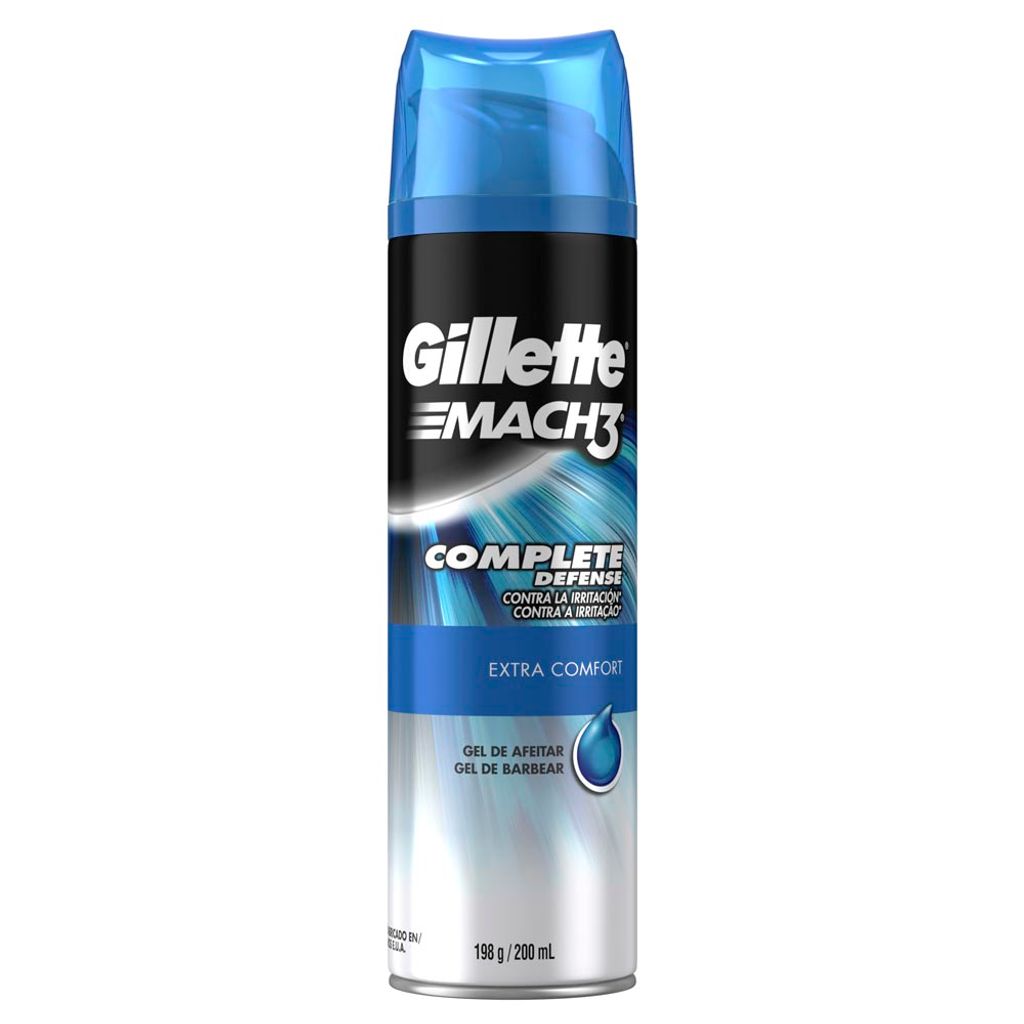 Gillette®
MACH3®
COMPLETE
DEFENSE
CONTRA LA IRRITACIÓN*
CONTRA A IRRITAÇÃO*
EXTRA COMFORT
GEL DE AFEITAR
GEL DE BARBEAR
EN/
E.U.A.
198 g / 200 mL